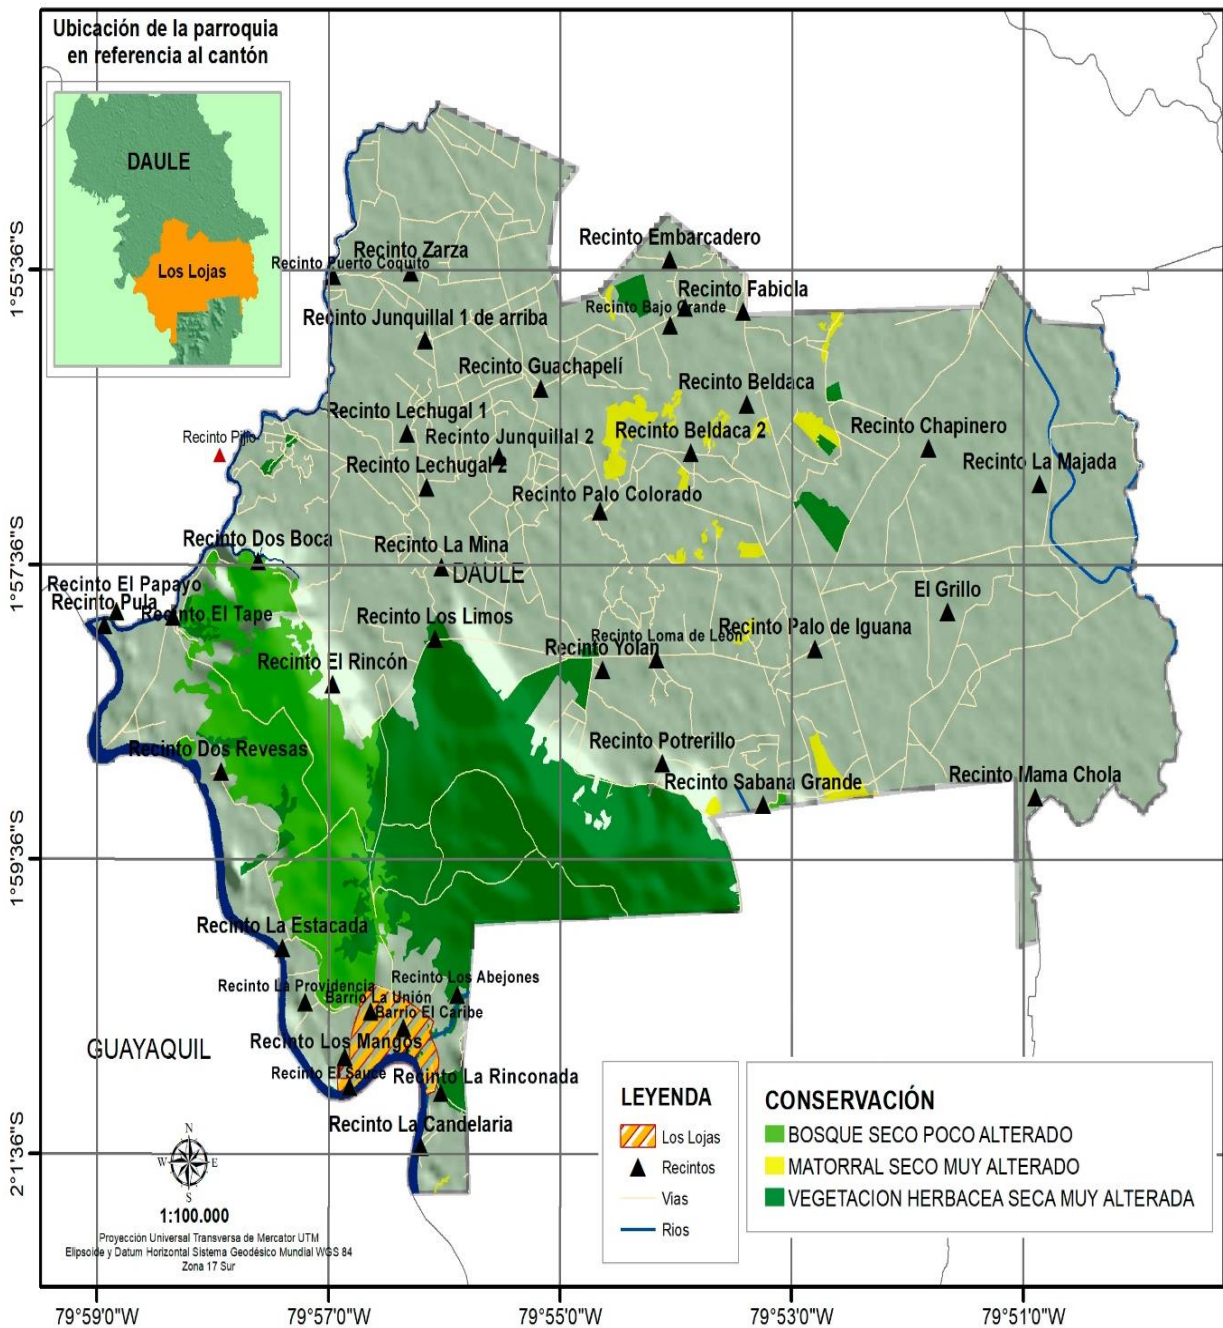 Ubicación de la parroquia
en referencia al cantón
DAULE
Los Lojas
Recinto Embarcadero
Recinto Zarza
Recinto Puerto Coquito
Recinto Fabiola
Recinto Bajo Grande
Recinto Junquillal 1 de arriba
Recinto Guachapelí
Recinto Beldaca
Recinto Lechugal 1
Recinto Pijio
Recinto Junquillal 2
Recinto Beldaca 2
Recinto Chapinero
Recinto La Majada
Recinto Lechugal 2
Recinto Palo Colorado
Recinto Dos Boca
Recinto La Mina
DAULE
Recinto El Papayo
Recinto Pula
Recinto El Tape
Recinto Los Limos
El Grillo
Recinto Loma de León
Recinto Palo de Iguana
Recinto Yolan
Recinto El Rincón
Recinto Dos Revesas
Recinto Potrerillo
Recinto Sabana Grande
Recinto Mama Chola
Recinto La Estacada
Recinto Los Abejones
Recinto La Providencia
Barrio La Unión
Barrio El Caribe
GUAYAQUIL
Recinto Los Mangos
Recinto El Sauce
Recinto La Rinconada
Recinto La Candelaria
N
W
E
S
1:100.000
Proyección Universal Transversa de Mercator UTM
Elipsoide y Datum Horizontal Sistema Geodésico Mundial WGS 84
Zona 17 Sur
LEYENDA
Los Lojas
Recintos
Vias
Rios
CONSERVACIÓN
BOSQUE SECO POCO ALTERADO
MATORRAL SECO MUY ALTERADO
VEGETACION HERBACEA SECA MUY ALTERADA
1°55'36"S
1°57'36"S
1°59'36"S
2°1'36"S
79°59'0"W
79°57'0"W
79°55'0"W
79°53'0"W
79°51'0"W